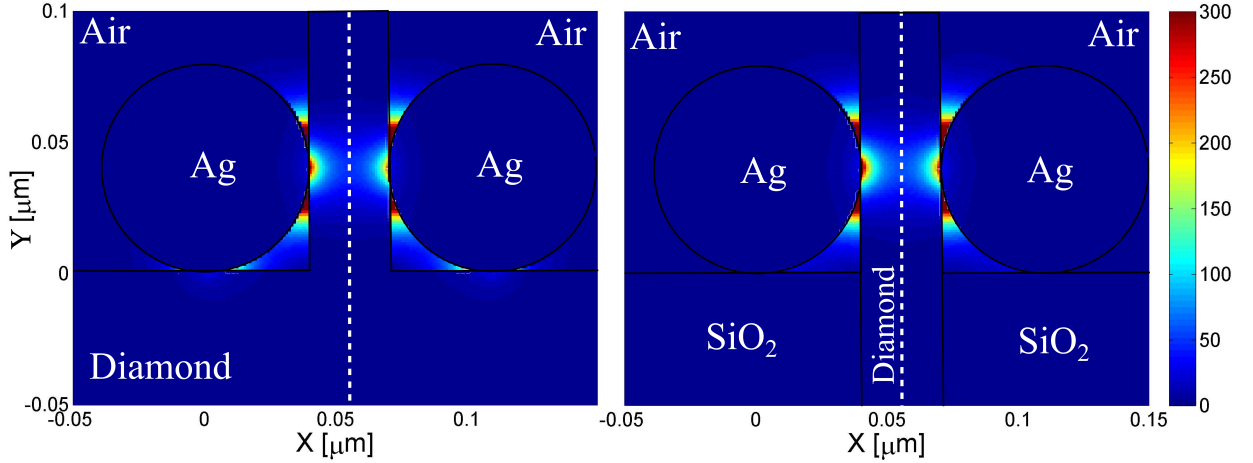 0.1
0.05
0
-0.05
Y [μm]
Air
Air
Ag
Ag
Diamond
-0.05
0
0.05
0.1
X [μm]
Air
Air
Ag
Ag
SiO₂
Diamond
SiO₂
-0.05
0
0.05
0.1
0.15
X [μm]
300
250
200
150
100
50
0